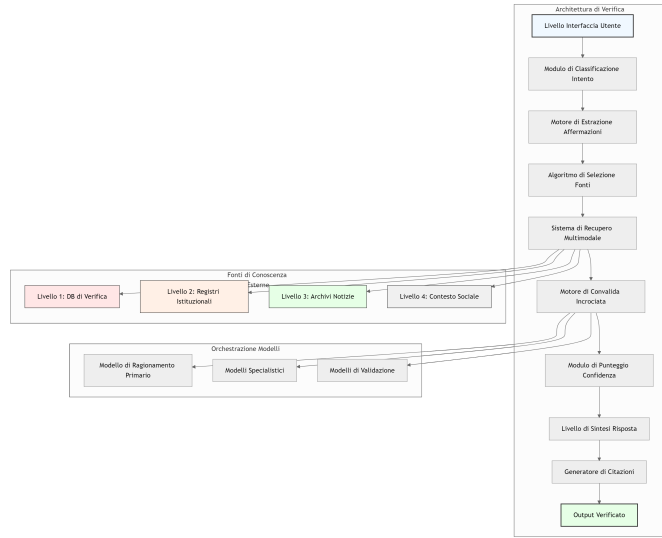 Architettura di Verifica
Livello Interfaccia Utente
Modulo di Classificazione
Intento
Motore di Estrazione
Affermazioni
Algoritmo di Selezione
Fonti
Sistema di Recupero
Multimodale
Fonti di Conoscenza
Esterne
Livello 1: DB di Verifica
Livello 2: Registri
Istituzionali
Livello 3: Archivi Notizie
Livello 4: Contesto Sociale
Motore di Convalida
Incrociata
Orchestrazione Modelli
Modello di Ragionamento
Primario
Modelli Specialistici
Modelli di Validazione
Modulo di Punteggio
Confidenza
Livello di Sintesi Risposta
Generatore di Citazioni
Output Verificato